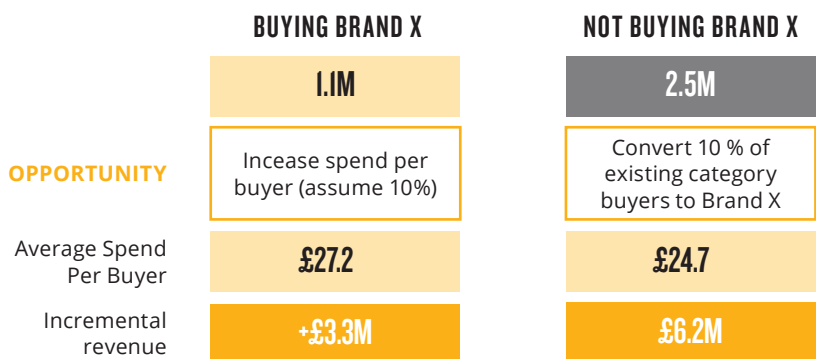 BUYING BRAND X
NOT BUYING BRAND X
1.1M
2.5M
OPPORTUNITY
Incease spend per
buyer (assume 10%)
Convert 10 % of
existing category
buyers to Brand X
Average Spend
Per Buyer
£27.2
£24.7
Incremental
revenue
+£3.3M
£6.2M